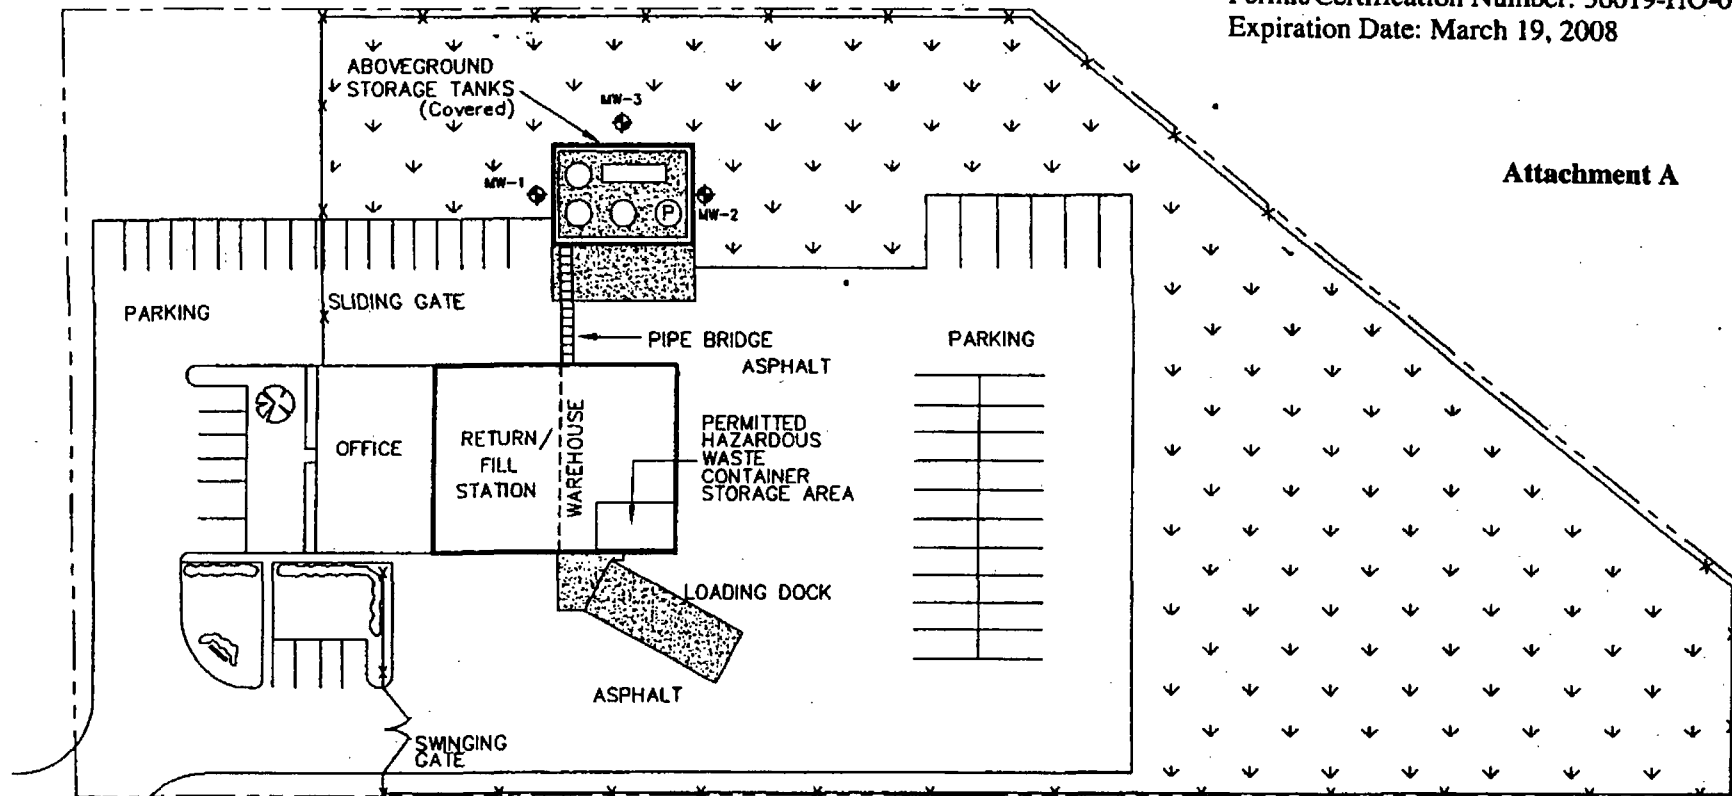 Expiration Date: March 19, 2008
Attachment A
ABOVEGROUND
STORAGE TANKS
(Covered)
MW-3
MW-1
MW-2
P
PARKING
SLIDING GATE
PIPE BRIDGE
ASPHALT
PARKING
OFFICE
RETURN/
FILL
STATION
WAREHOUSE
PERMITTED
HAZARDOUS
WASTE
CONTAINER
STORAGE AREA
LOADING DOCK
ASPHALT
SWINGING
GATE